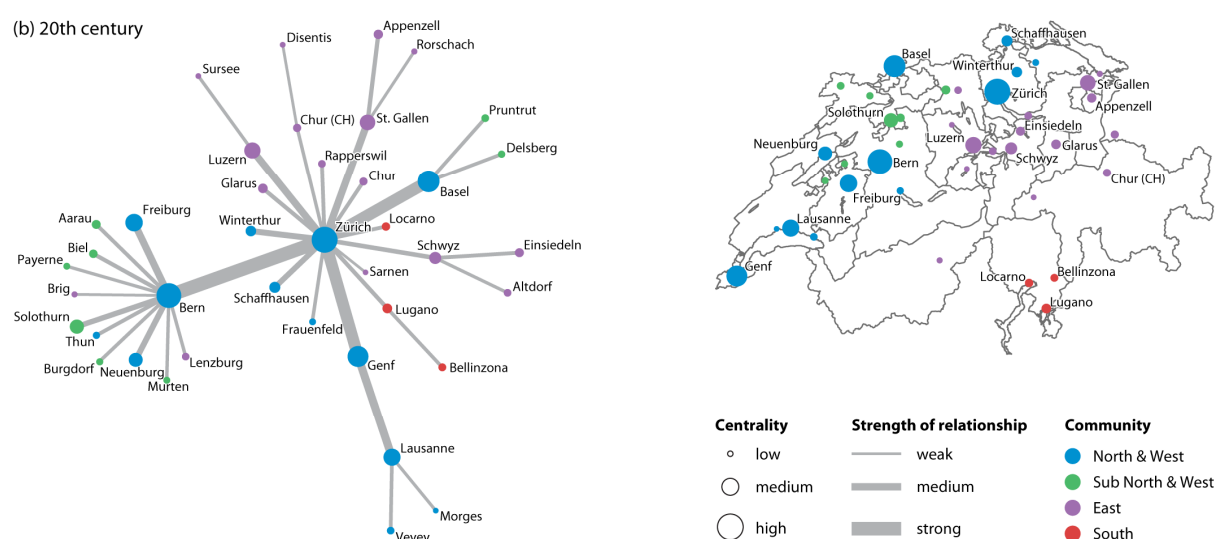 (b) 20th century
Appenzell
Disentis
Rorschach
Sursee
Pruntrut
Chur (CH)
St. Gallen
Delsberg
Luzern
Rapperswil
Chur
Glarus
Basel
Aarau
Freiburg
Winterthur
Zürich
Locarno
Biel
Schwyz
Einsiedeln
Payerne
Sarnen
Brig
Bern
Schaffhausen
Lugano
Altdorf
Solothurn
Frauenfeld
Thun
Burgdorf
Neuenburg
Lenzburg
Genf
Bellinzona
Murten
Lausanne
Morges
Vevey
Schaffhausen
Basel
Winterthur
Zürich
St. Gallen
Appenzell
Solothurn
Einsiedeln
Neuenburg
Luzern
Glarus
Bern
Schwyz
Chur (CH)
Freiburg
Lausanne
Genf
Locarno
Bellinzona
Lugano
Centrality
low
medium
high
Strength of relationship
weak
medium
strong
Community
North & West
Sub North & West
East
South